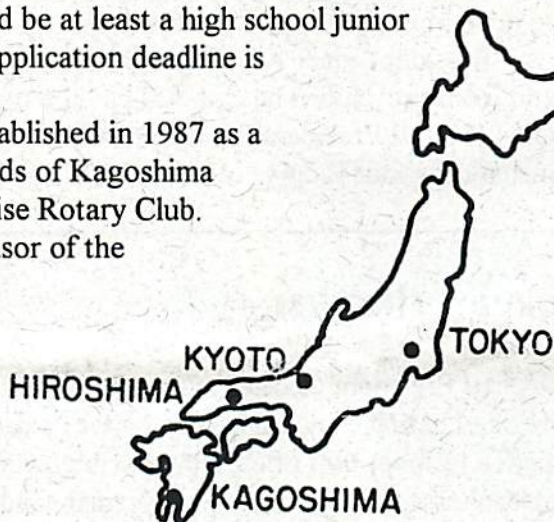 d be at least a high school junior
pplication deadline is
ablished in 1987 as a
ds of Kagoshima
ise Rotary Club.
sor of the
TOKYO
KYOTO
HIROSHIMA
KAGOSHIMA